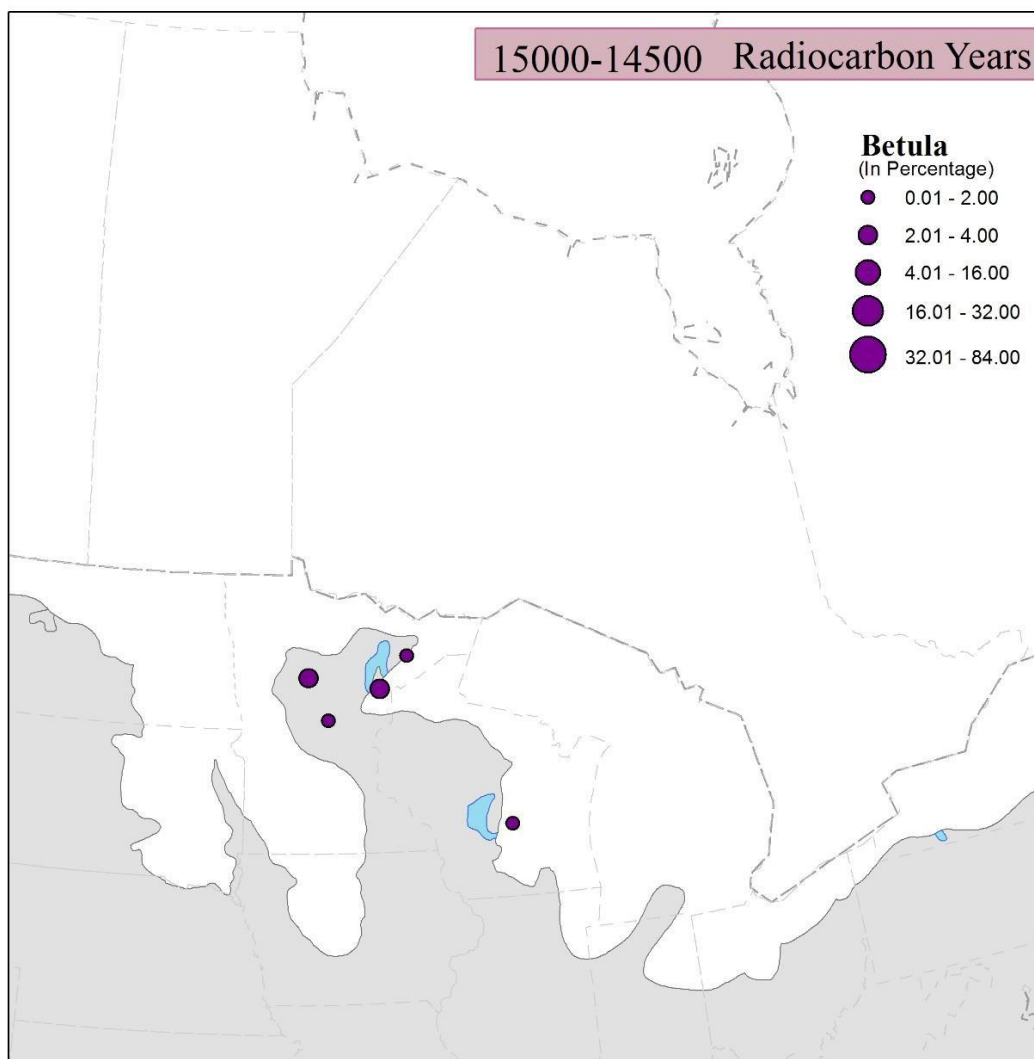 15000-14500 Radiocarbon Years
Betula
(In Percentage)
0.01 - 2.00
2.01 - 4.00
4.01 - 16.00
16.01 - 32.00
32.01 - 84.00